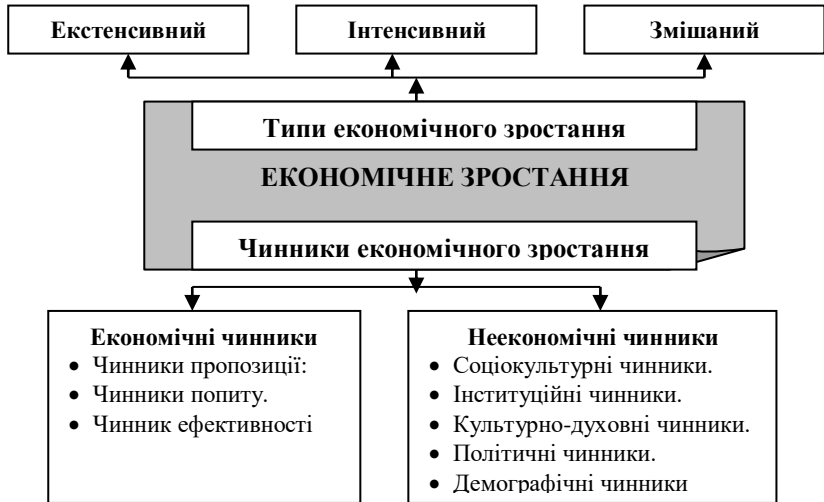 Екстенсивний
Інтенсивний
Змішаний
Типи економічного зростання
ЕКОНОМІЧНЕ ЗРОСТАННЯ
Чинники економічного зростання
Економічні чинники
• Чинники пропозиції:
• Чинники попиту.
• Чинник ефективності
Неекономічні чинники
• Соціокультурні чинники.
• Інституційні чинники.
• Культурно-духовні чинники.
• Політичні чинники.
• Демографічні чинники